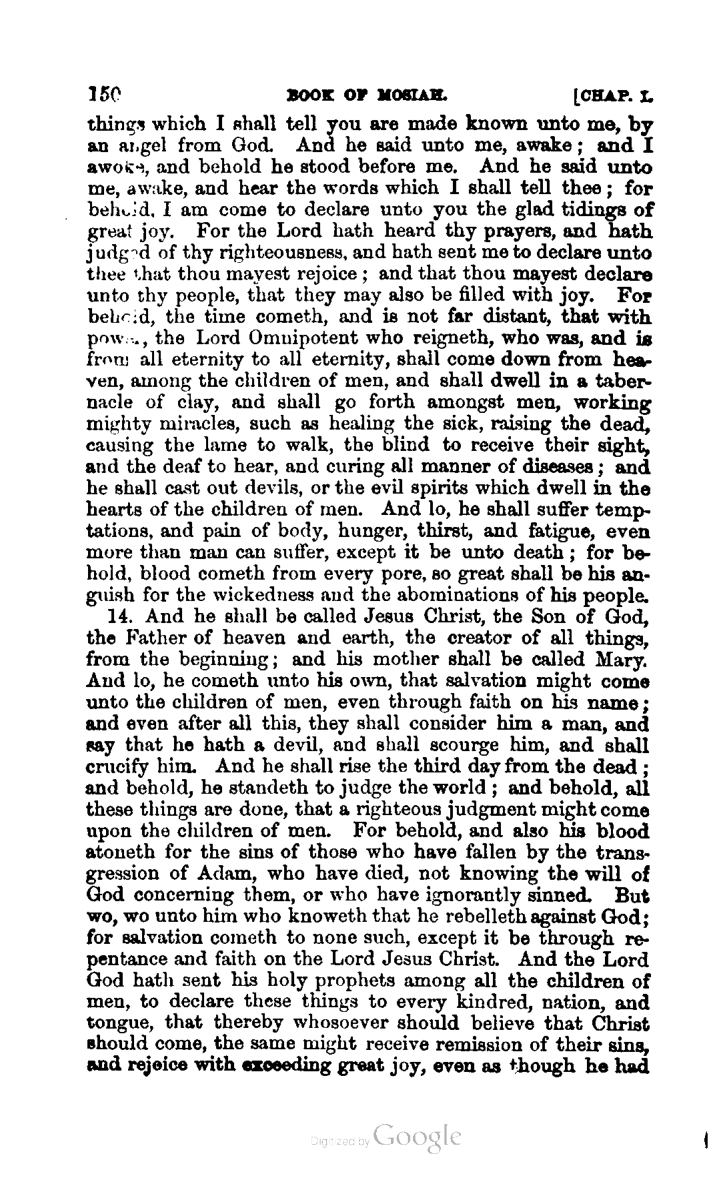 150 BOOK OF MOSIAH. [CHAP. I.
things which I shall tell you are made known unto me, by
an angel from God. And he said unto me, awake; and I
awoke, and behold he stood before me. And he said unto
me, awake, and hear the words which I shall tell thee; for
behold, I am come to declare unto you the glad tidings of
great joy. For the Lord hath heard thy prayers, and hath
judged of thy righteousness, and hath sent me to declare unto
thee that thou mayest rejoice; and that thou mayest declare
unto thy people, that they may also be filled with joy. For
behold, the time cometh, and is not far distant, that with
power, the Lord Omnipotent who reigneth, who was, and is
from all eternity to all eternity, shall come down from hea-
ven, among the children of men, and shall dwell in a taber-
nacle of clay, and shall go forth amongst men, working
mighty miracles, such as healing the sick, raising the dead,
causing the lame to walk, the blind to receive their sight,
and the deaf to hear, and curing all manner of diseases; and
he shall cast out devils, or the evil spirits which dwell in the
hearts of the children of men. And lo, he shall suffer temp-
tations, and pain of body, hunger, thirst, and fatigue, even
more than man can suffer, except it be unto death; for be-
hold, blood cometh from every pore, so great shall be his an-
guish for the wickedness and the abominations of his people.
14. And he shall be called Jesus Christ, the Son of God,
the Father of heaven and earth, the creator of all things,
from the beginning; and his mother shall be called Mary.
And lo, he cometh unto his own, that salvation might come
unto the children of men, even through faith on his name;
and even after all this, they shall consider him a man, and
say that he hath a devil, and shall scourge him, and shall
crucify him. And he shall rise the third day from the dead;
and behold, he standeth to judge the world; and behold, all
these things are done, that a righteous judgment might come
upon the children of men. For behold, and also his blood
atoneth for the sins of those who have fallen by the trans-
gression of Adam, who have died, not knowing the will of
God concerning them, or who have ignorantly sinned. But
wo, wo unto him who knoweth that he rebelleth against God;
for salvation cometh to none such, except it be through re-
pentance and faith on the Lord Jesus Christ. And the Lord
God hath sent his holy prophets among all the children of
men, to declare these things to every kindred, nation, and
tongue, that thereby whosoever should believe that Christ
should come, the same might receive remission of their sins,
and rejoice with exceeding great joy, even as though he had
Digitized by Google